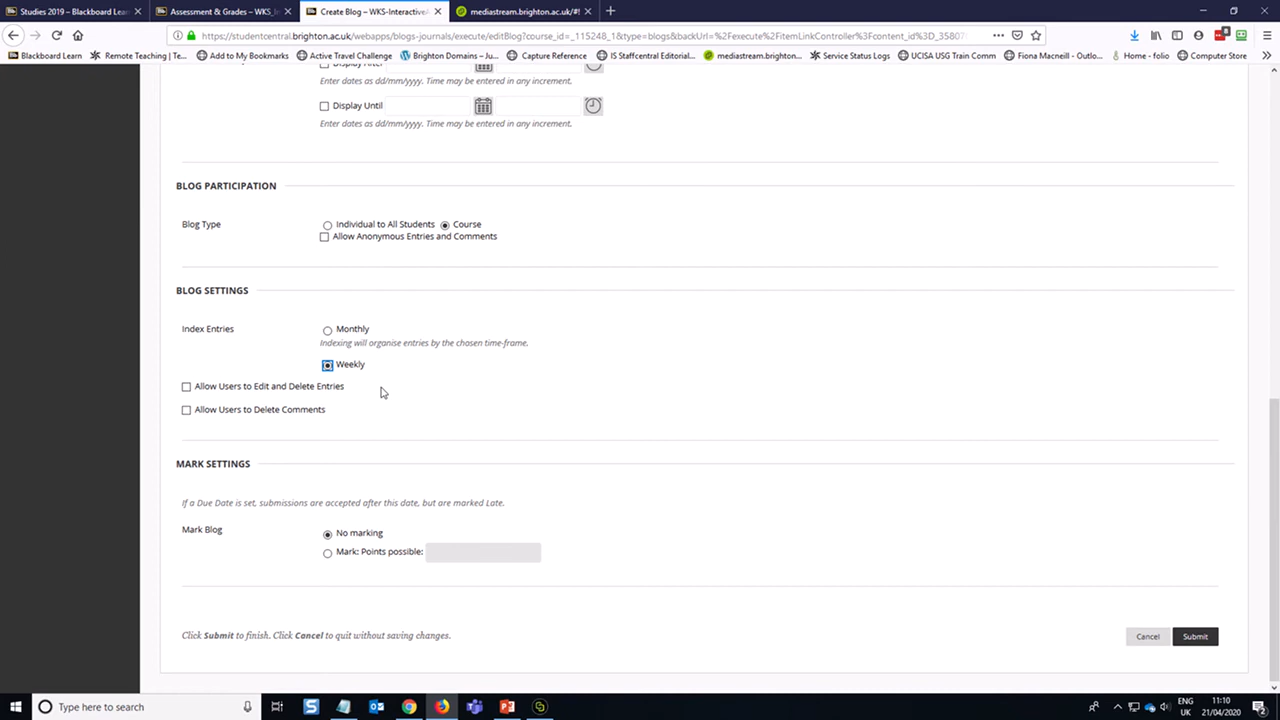 Studies 2019 – Blackboard Lear
Assessment & Grades – WKS_I
Create Blog – WKS-Interactive
mediastream.brighton.ac.uk/#!
https://studentcentral.brighton.ac.uk/webapps/blogs-journals/execute/editBlog?course_id=_115248_1&type=blogs&backUrl=%2Fexecute%2FitemLinkController%3Fcontent_id%3D_35807
Blackboard Learn
Remote Teaching | Te...
Add to My Bookmarks
Active Travel Challenge
Brighton Domains – Ju...
Capture Reference
IS Staffcentral Editorial...
mediastream.brighton...
Service Status Logs
UCISA USG Train Comm
Fiona Macneill - Outlo...
Home - folio
Computer Store
Enter dates as dd/mm/yyyy. Time may be entered in any increment.
Display Until
Enter dates as dd/mm/yyyy. Time may be entered in any increment.
BLOG PARTICIPATION
Blog Type
Individual to All Students Course
Allow Anonymous Entries and Comments
BLOG SETTINGS
Index Entries
Monthly
Indexing will organise entries by the chosen time-frame.
Weekly
Allow Users to Edit and Delete Entries
Allow Users to Delete Comments
MARK SETTINGS
If a Due Date is set, submissions are accepted after this date, but are marked Late.
Mark Blog
No marking
Mark: Points possible:
Click Submit to finish. Click Cancel to quit without saving changes.
Cancel
Submit
Type here to search
ENG
UK
11:10
21/04/2020